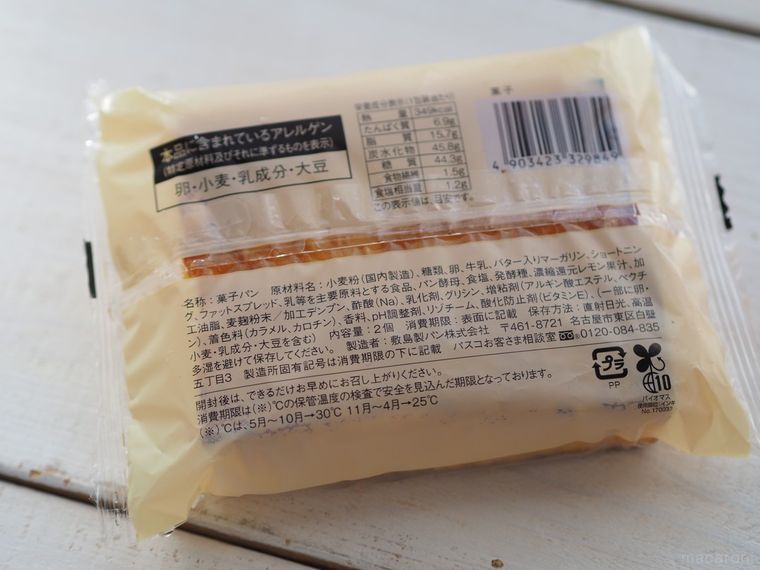 本品に含まれているアレルゲン
(特定原材料及びそれに準ずるものを表示)
卵・小麦・乳成分・大豆
栄養成分表示(1包装当たり)
熱量 349kcal
たんぱく質 6.9g
脂質 15.7g
炭水化物 45.8g
糖質 44.3g
食物繊維 1.5g
食塩相当量 1.2g
この表示値は、目安です。
菓子
4 903423 329849
名称：菓子パン 原材料名：小麦粉(国内製造)、糖類、卵、牛乳、バター入りマーガリン、ショートニン
グ、ファットスプレッド、乳等を主要原料とする食品、パン酵母、食塩、発酵種、濃縮還元レモン果汁、加
工油脂、麦麹粉末／加工デンプン、酢酸(Na)、乳化剤、グリシン、増粘剤(アルギン酸エステル、ペクチ
ン)、着色料(カラメル、カロチン)、香料、pH調整剤、リゾチーム、酸化防止剤(ビタミンE)、(一部に卵・
小麦・乳成分・大豆を含む) 内容量：2個 消費期限：表面に記載 保存方法：直射日光、高温
多湿を避けて保存してください。 製造者：敷島製パン株式会社 〒461-8721 名古屋市東区白壁
五丁目3 製造所固有記号は消費期限の下に記載 パスコお客さま相談室 0120-084-835
開封後は、できるだけお早めにお召し上がりください。
消費期限は(※)℃の保管温度の検査で安全を見込んだ期限となっております。
(※)℃は、5月～10月→30℃ 11月～4月→25℃
プラ
PP
10
バイオマス
No.170037
macaroni